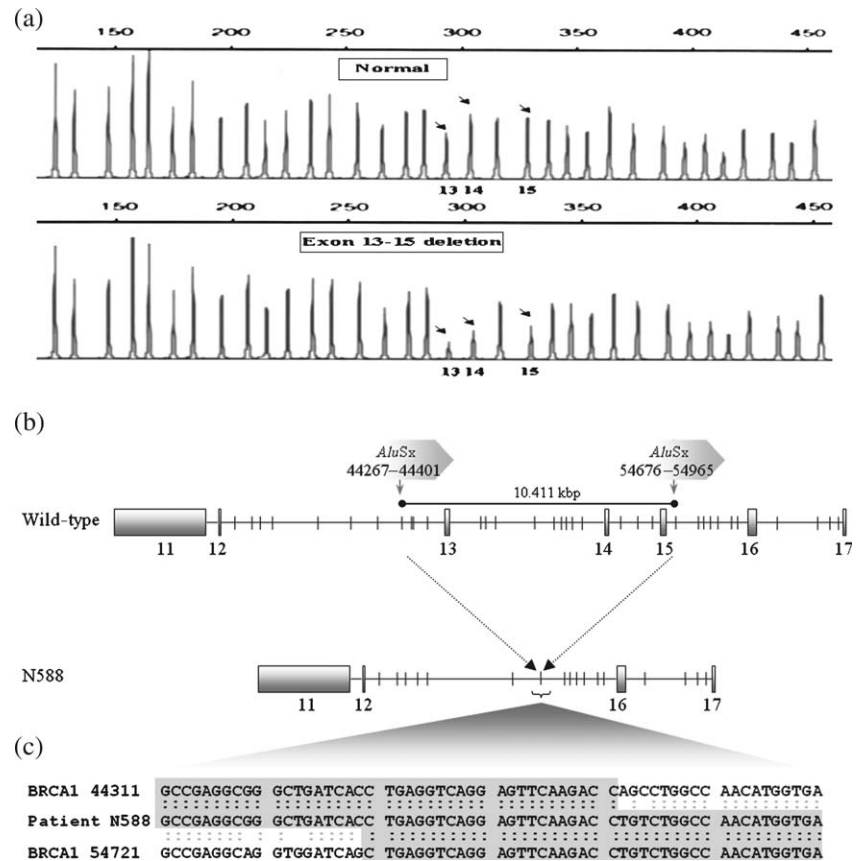 (a)
150 200 250 300 350 400 450
Normal
13 14 15
150 200 250 300 350 400 450
Exon 13-15 deletion
13 14 15
(b)
AluSx AluSx
44267–44401 54676–54965
10.411 kbp
Wild-type
11 12 13 14 15 16 17
N588
11 12 16 17
(c)
BRCA1 44311 GCCGAGGCGG GCTGATCACC TGAGGTCAGG AGTTCAAGAC CAGCCTGGCC AACATGGTGA
Patient N588 GCCGAGGCGG GCTGATCACC TGAGGTCAGG AGTTCAAGAC CTGTCTGGCC AACATGGTGA
BRCA1 54721 GCCGAGGCAG GTGGATCAGC TGAGGTCAGG AGTTCAAGAC CTGTCTGGCC AACATGGTGA